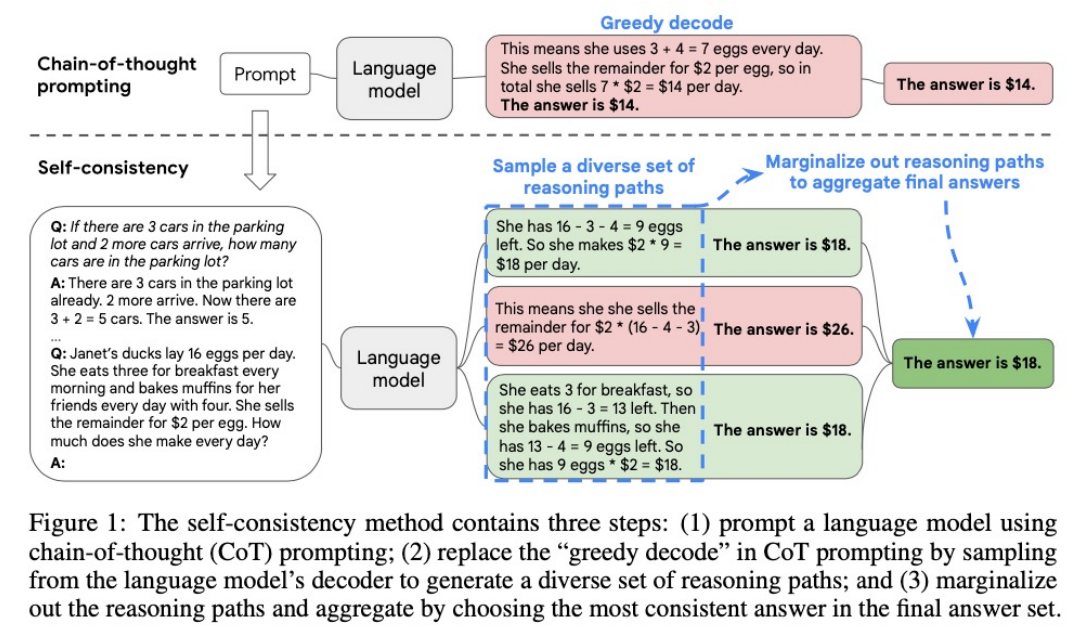 Greedy decode
Chain-of-thought
prompting
Prompt
Language
model
This means she uses 3 + 4 = 7 eggs every day.
She sells the remainder for $2 per egg, so in
total she sells 7 * $2 = $14 per day.
The answer is $14.
The answer is $14.
Self-consistency
Sample a diverse set of
reasoning paths
Marginalize out reasoning paths
to aggregate final answers
Q: If there are 3 cars in the parking
lot and 2 more cars arrive, how many
cars are in the parking lot?
A: There are 3 cars in the parking lot
already. 2 more arrive. Now there are
3 + 2 = 5 cars. The answer is 5.
...
Q: Janet's ducks lay 16 eggs per day.
She eats three for breakfast every
morning and bakes muffins for her
friends every day with four. She sells
the remainder for $2 per egg. How
much does she make every day?
A:
Language
model
She has 16 - 3 - 4 = 9 eggs
left. So she makes $2 * 9 =
$18 per day.
The answer is $18.
This means she she sells the
remainder for $2 * (16 - 4 - 3)
= $26 per day.
The answer is $26.
She eats 3 for breakfast, so
she has 16 - 3 = 13 left. Then
she bakes muffins, so she
has 13 - 4 = 9 eggs left. So
she has 9 eggs * $2 = $18.
The answer is $18.
The answer is $18.
Figure 1: The self-consistency method contains three steps: (1) prompt a language model using
chain-of-thought (CoT) prompting; (2) replace the “greedy decode” in CoT prompting by sampling
from the language model’s decoder to generate a diverse set of reasoning paths; and (3) marginalize
out the reasoning paths and aggregate by choosing the most consistent answer in the final answer set.